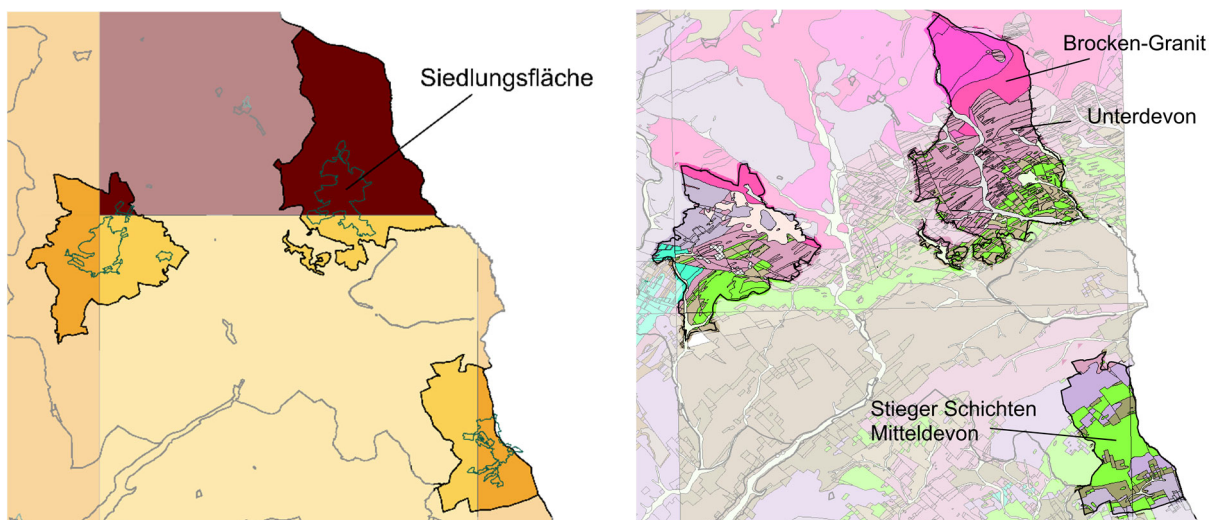 Siedlungsfläche
Brocken-Granit
Unterdevon
Stieger Schichten
Mitteldevon